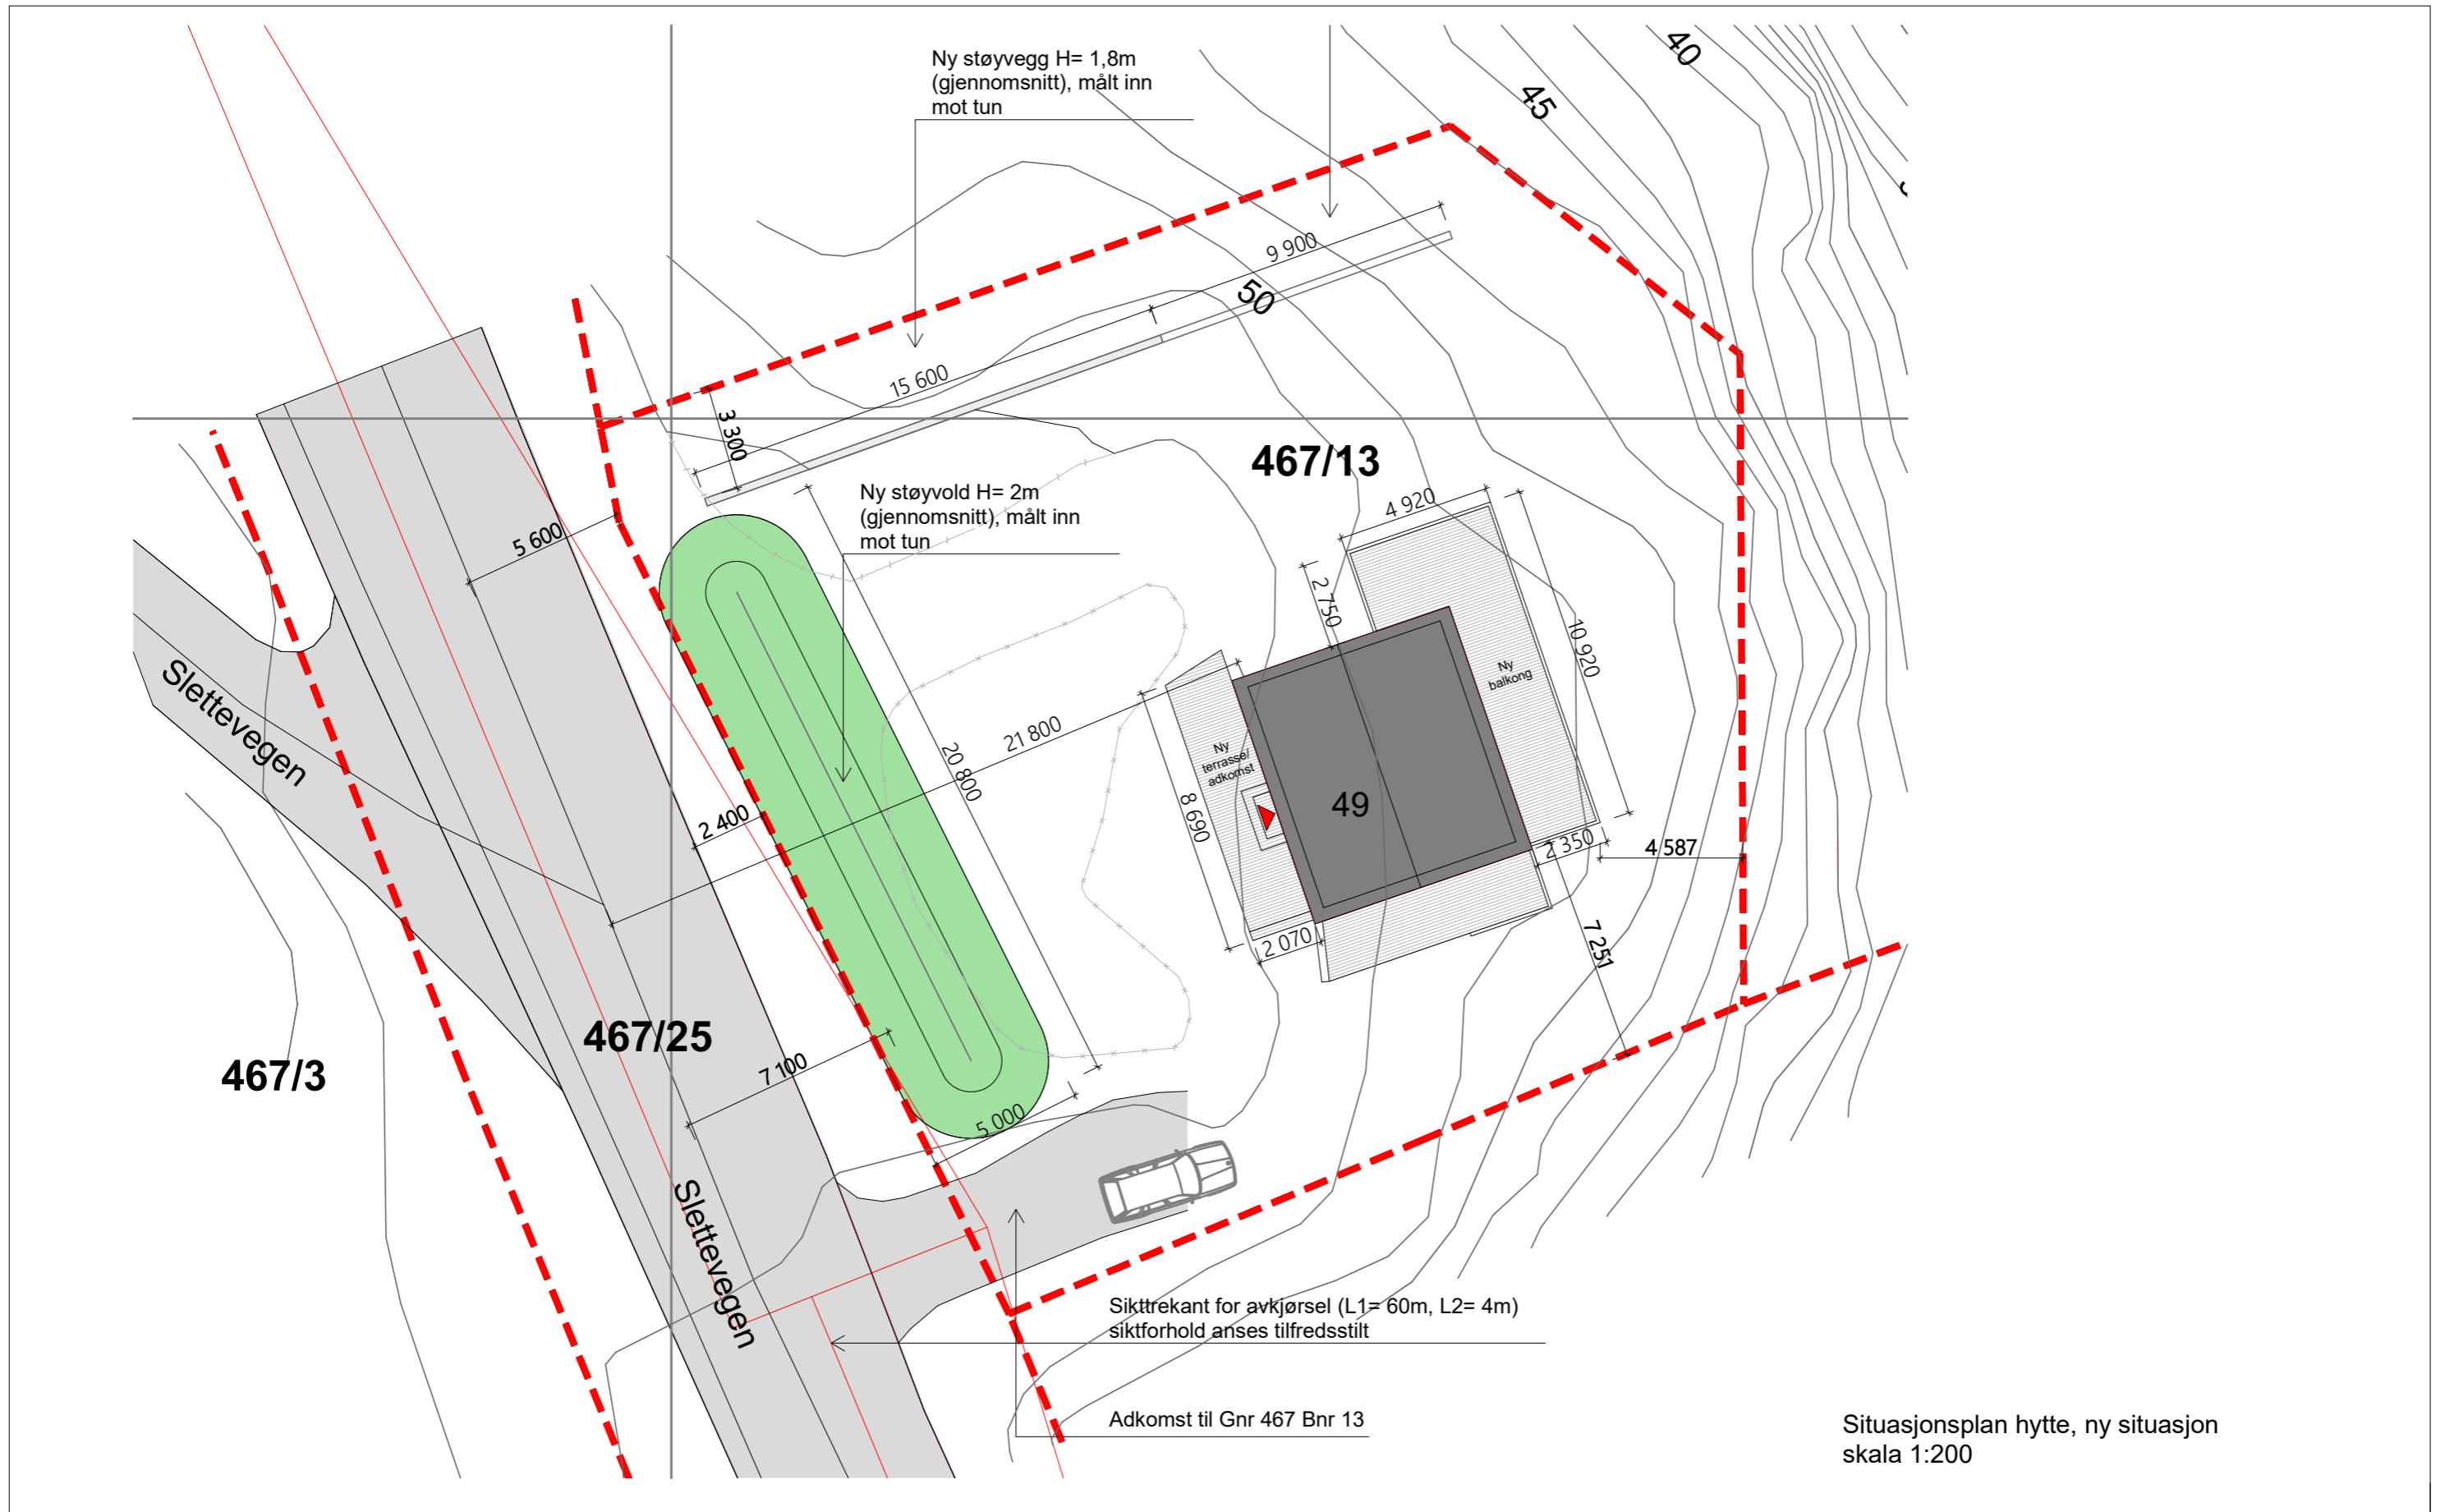 Ny støyvegg H= 1,8m
(gjennomsnitt), målt inn
mot tun
40
45
9 900
50
15 600
3 300
467/13
Ny støyvold H= 2m
(gjennomsnitt), målt inn
mot tun
4 920
5 600
2 750
10 920
Ny
balkong
Slettevegen
21 800
20 800
Ny
terrasse/
adkomst
8 690
49
2 400
2 350
4 587
2 070
7 251
467/25
467/3
7 100
5 000
Slettevegen
Sikttrekant for avkjørsel (L1= 60m, L2= 4m)
siktforhold anses tilfredsstilt
Adkomst til Gnr 467 Bnr 13
Situasjonsplan hytte, ny situasjon
skala 1:200